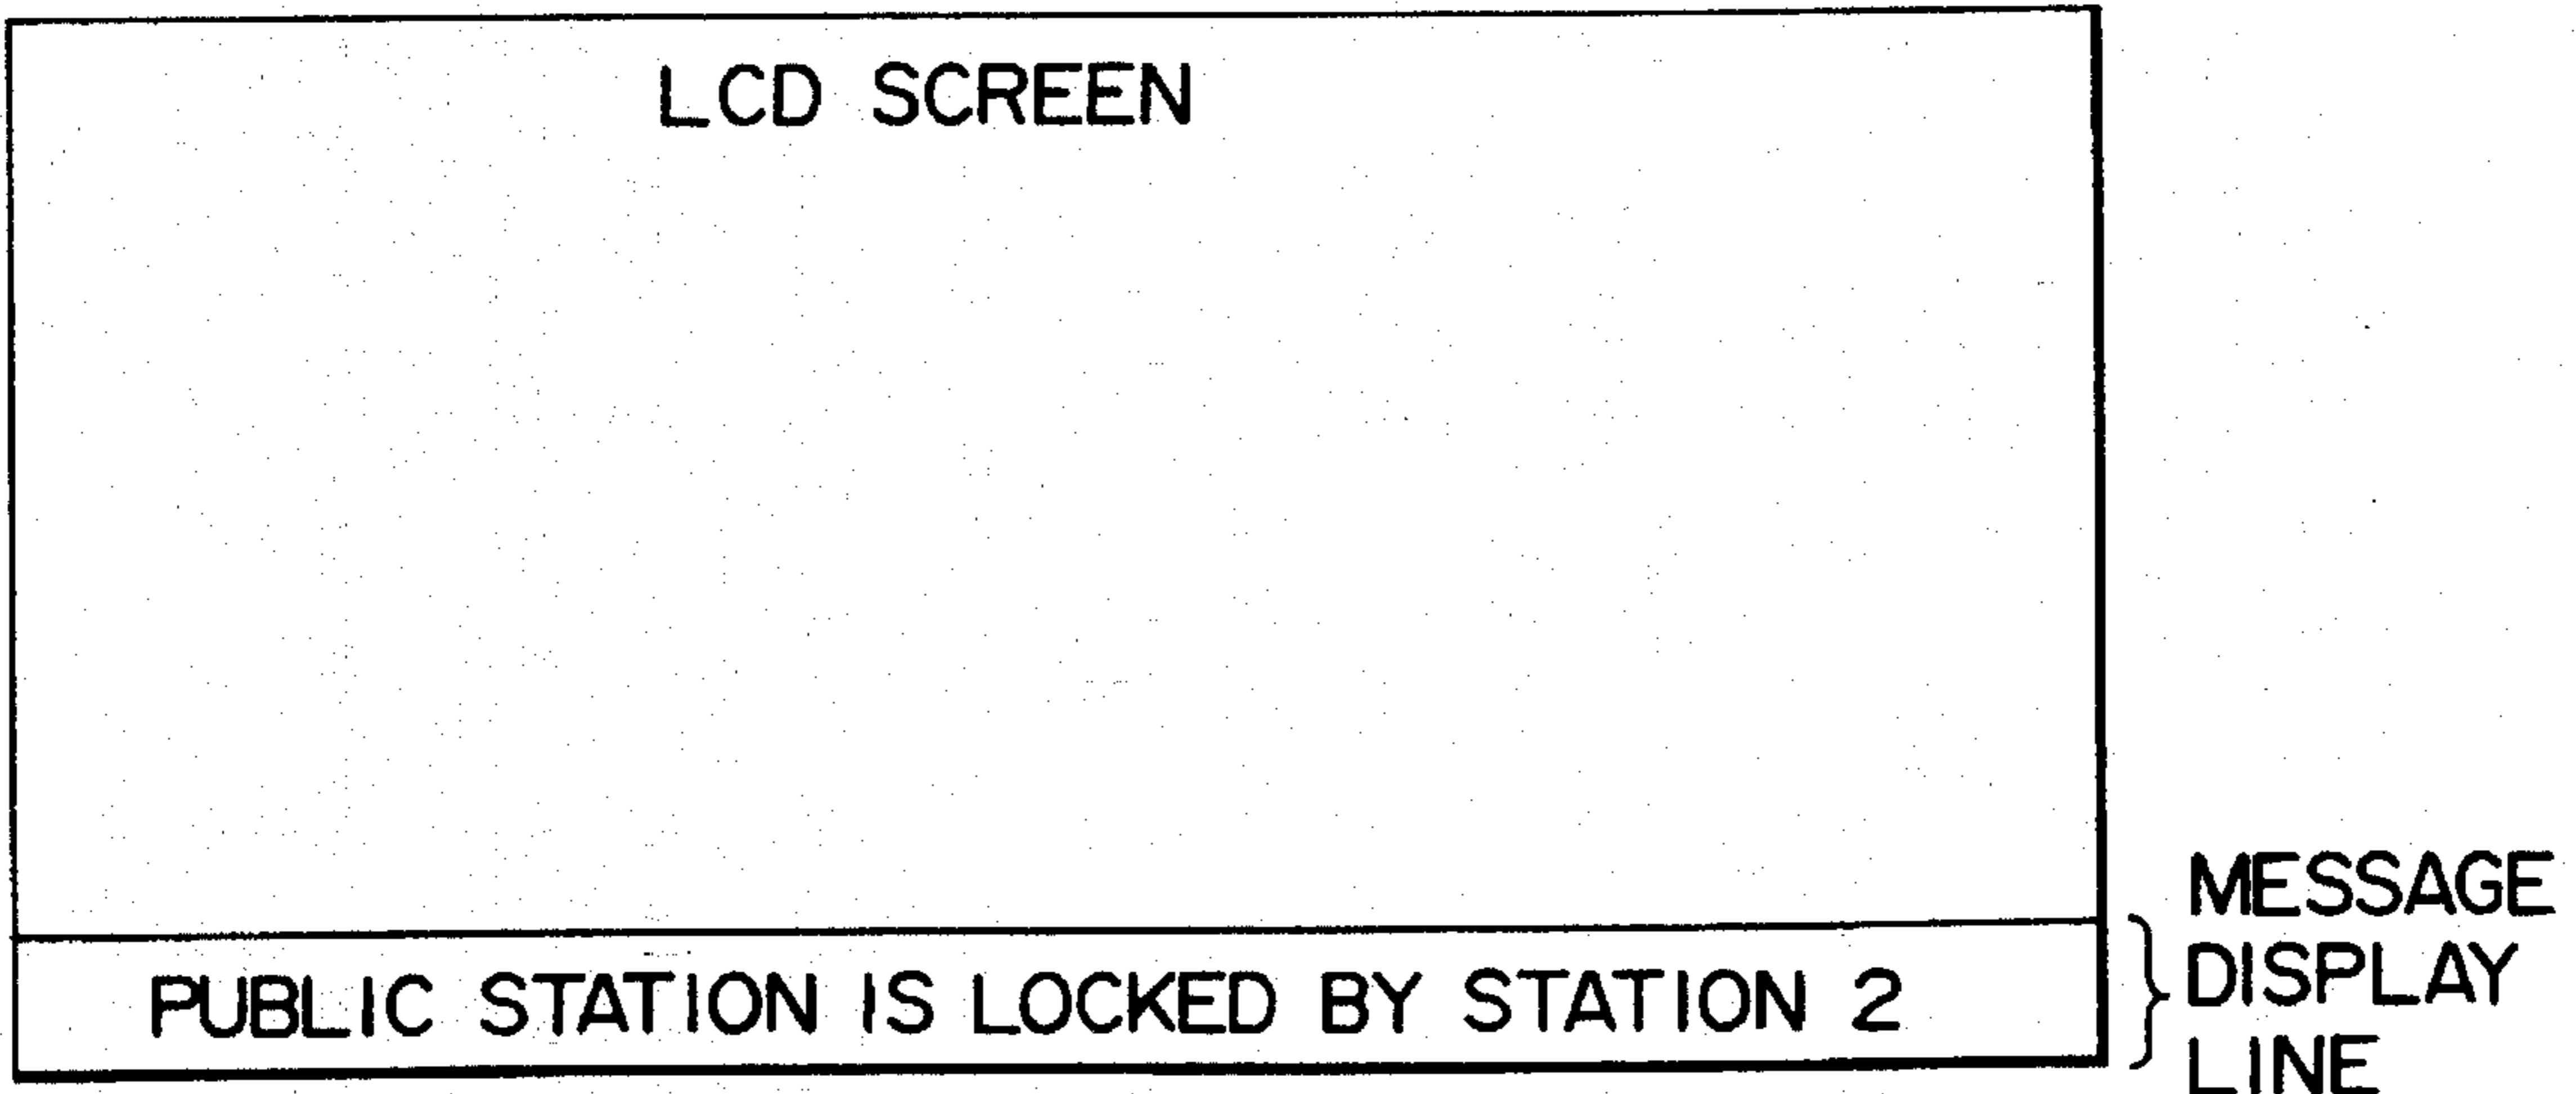 LCD SCREEN
PUBLIC STATION IS LOCKED BY STATION 2
MESSAGE
DISPLAY
LINE